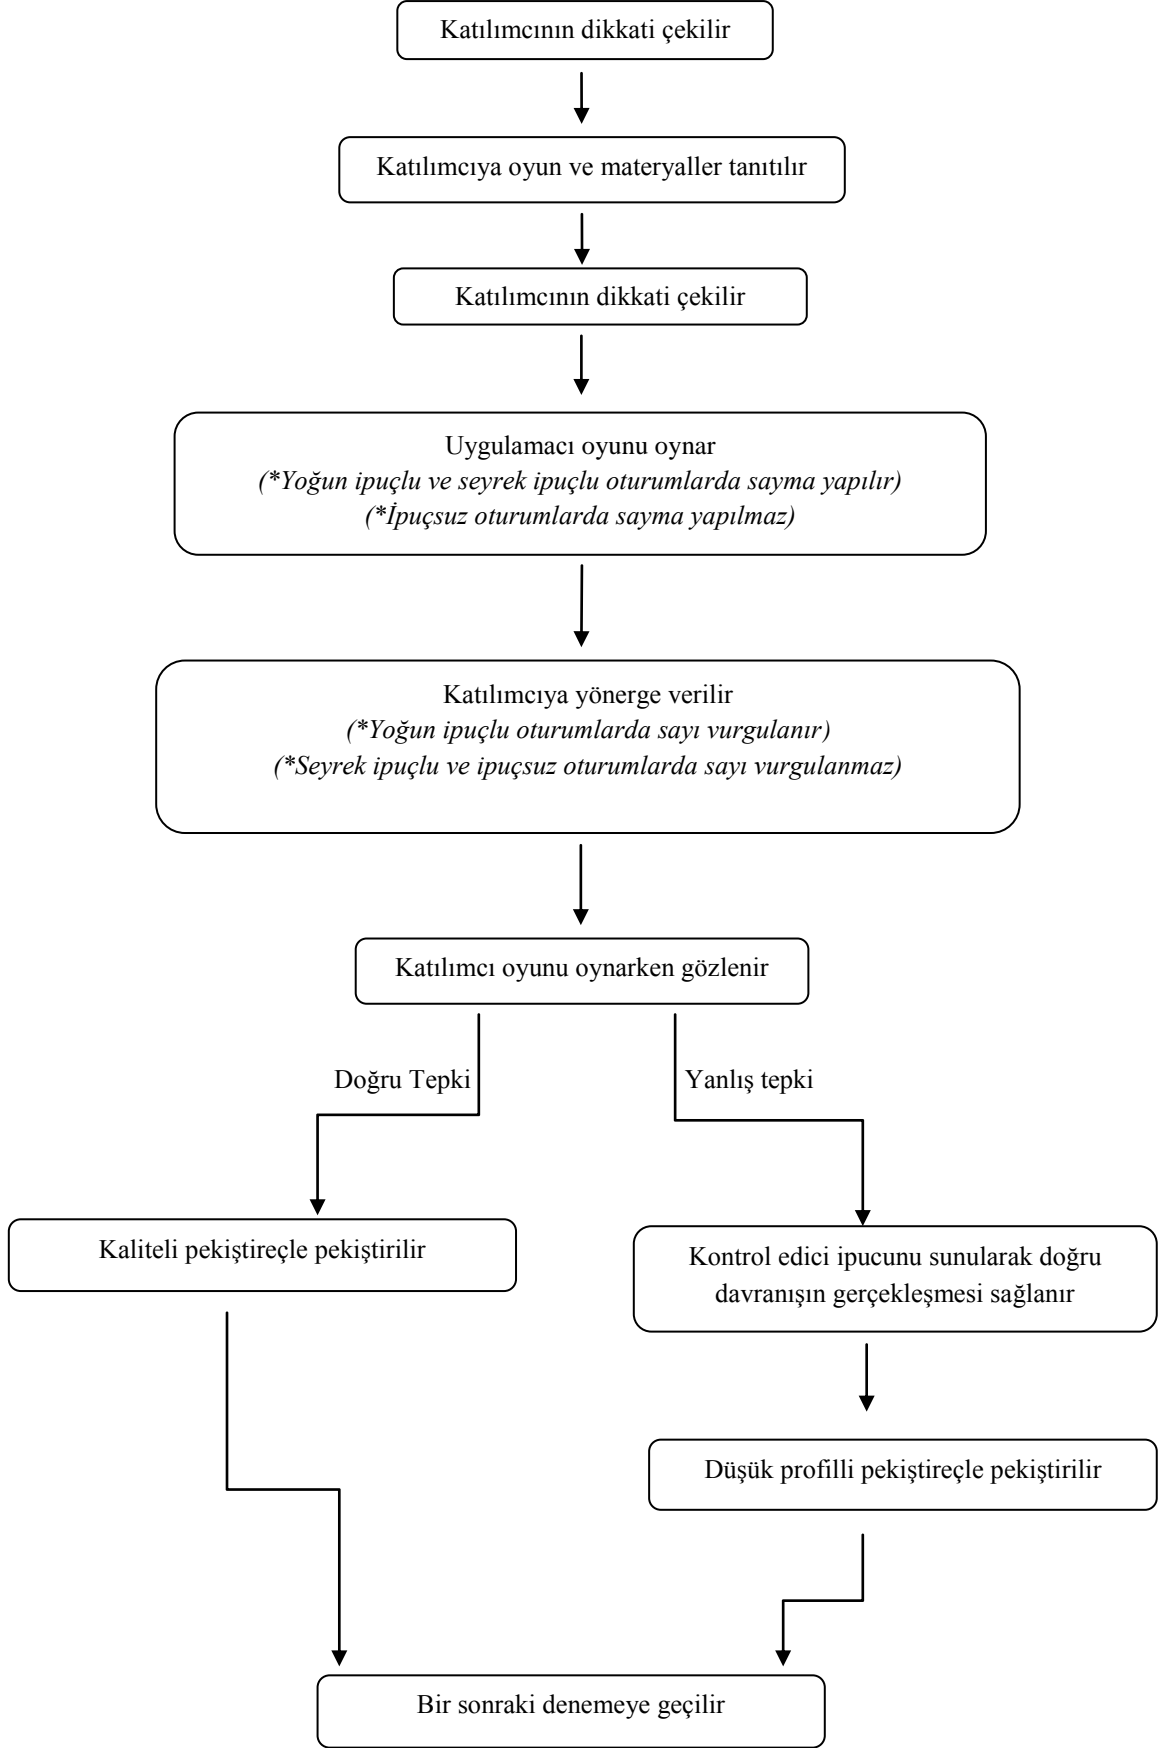 Katılımcının dikkati çekilir
Katılımcıya oyun ve materyaller tanıtılır
Katılımcının dikkati çekilir
Uygulamacı oyunu oynar
(*Yoğun ipuçlu ve seyrek ipuçlu oturumlarda sayma yapılır)
(*İpuçsuz oturumlarda sayma yapılmaz)
Katılımcıya yönerge verilir
(*Yoğun ipuçlu oturumlarda sayı vurgulanır)
(*Seyrek ipuçlu ve ipuçsuz oturumlarda sayı vurgulanmaz)
Katılımcı oyunu oynarken gözlenir
Doğru Tepki
Yanlış tepki
Kaliteli pekiştireçle pekiştirilir
Kontrol edici ipucunu sunularak doğru
davranışın gerçekleşmesi sağlanır
Düşük profilli pekiştireçle pekiştirilir
Bir sonraki denemeye geçilir